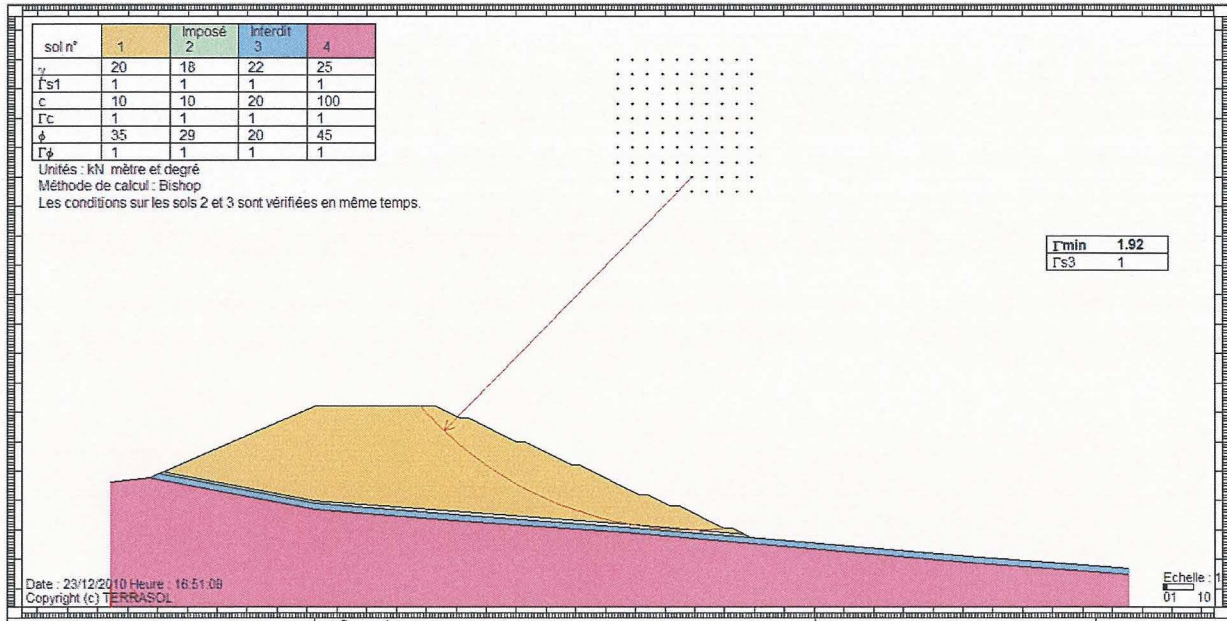 Imposé Interdit
sol n° 1 2 3 4
γ 20 18 22 25
Γs1 1 1 1 1
c 10 10 20 100
Γc 1 1 1 1
ϕ 35 29 20 45
Γϕ 1 1 1 1
Unités : kN mètre et degré
Méthode de calcul : Bishop
Les conditions sur les sols 2 et 3 sont vérifiées en même temps.
Γmin 1.92
Γs3 1
Date : 23/12/2010 Heure : 16:51:09
Copyright (c) TERRASOL
Echelle :
01 10